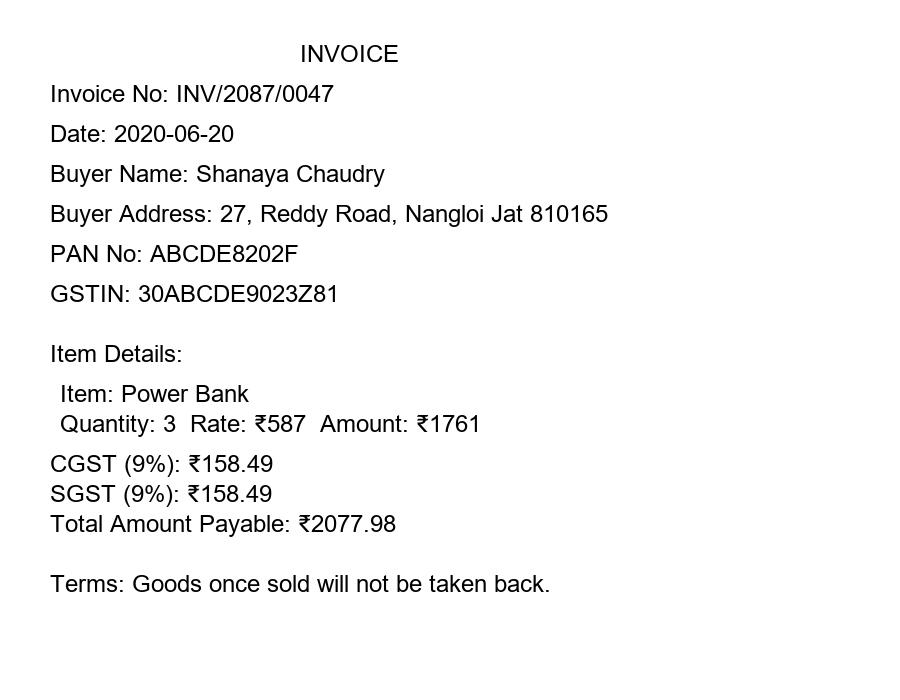 INVOICE
Invoice No: INV/2087/0047
Date: 2020-06-20
Buyer Name: Shanaya Chaudry
Buyer Address: 27, Reddy Road, Nangloi Jat 810165
PAN No: ABCDE8202F
GSTIN: 30ABCDE9023Z81
Item Details:
Item: Power Bank
Quantity: 3  Rate: ₹587  Amount: ₹1761
CGST (9%): ₹158.49
SGST (9%): ₹158.49
Total Amount Payable: ₹2077.98
Terms: Goods once sold will not be taken back.